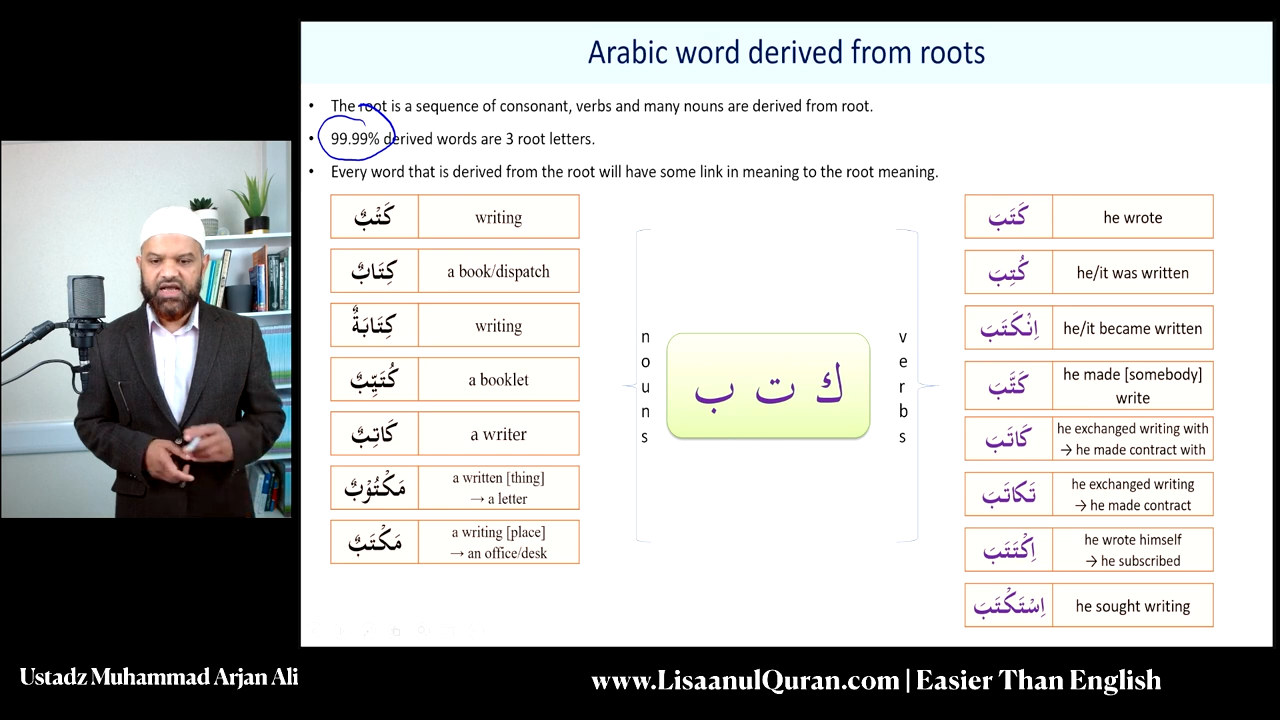 Arabic word derived from roots
• The root is a sequence of consonant, verbs and many nouns are derived from root.
• 99.99% derived words are 3 root letters.
• Every word that is derived from the root will have some link in meaning to the root meaning.
كَتْبٌ writing
كِتَابٌ a book/dispatch
كِتَابَةٌ writing
كُتَيِّبٌ a booklet
كَاتِبٌ a writer
مَكْتُوْبٌ a written [thing]
→ a letter
مَكْتَبٌ a writing [place]
→ an office/desk
nouns
ك ت ب
verbs
كَتَبَ he wrote
كُتِبَ he/it was written
اِنْكَتَبَ he/it became written
كَتَّبَ he made [somebody]
write
كَاتَبَ he exchanged writing with
→ he made contract with
تَكَاتَبَ he exchanged writing
→ he made contract
اِكْتَتَبَ he wrote himself
→ he subscribed
اِسْتَكْتَبَ he sought writing
Ustadz Muhammad Arjan Ali
www.LisaanulQuran.com | Easier Than English